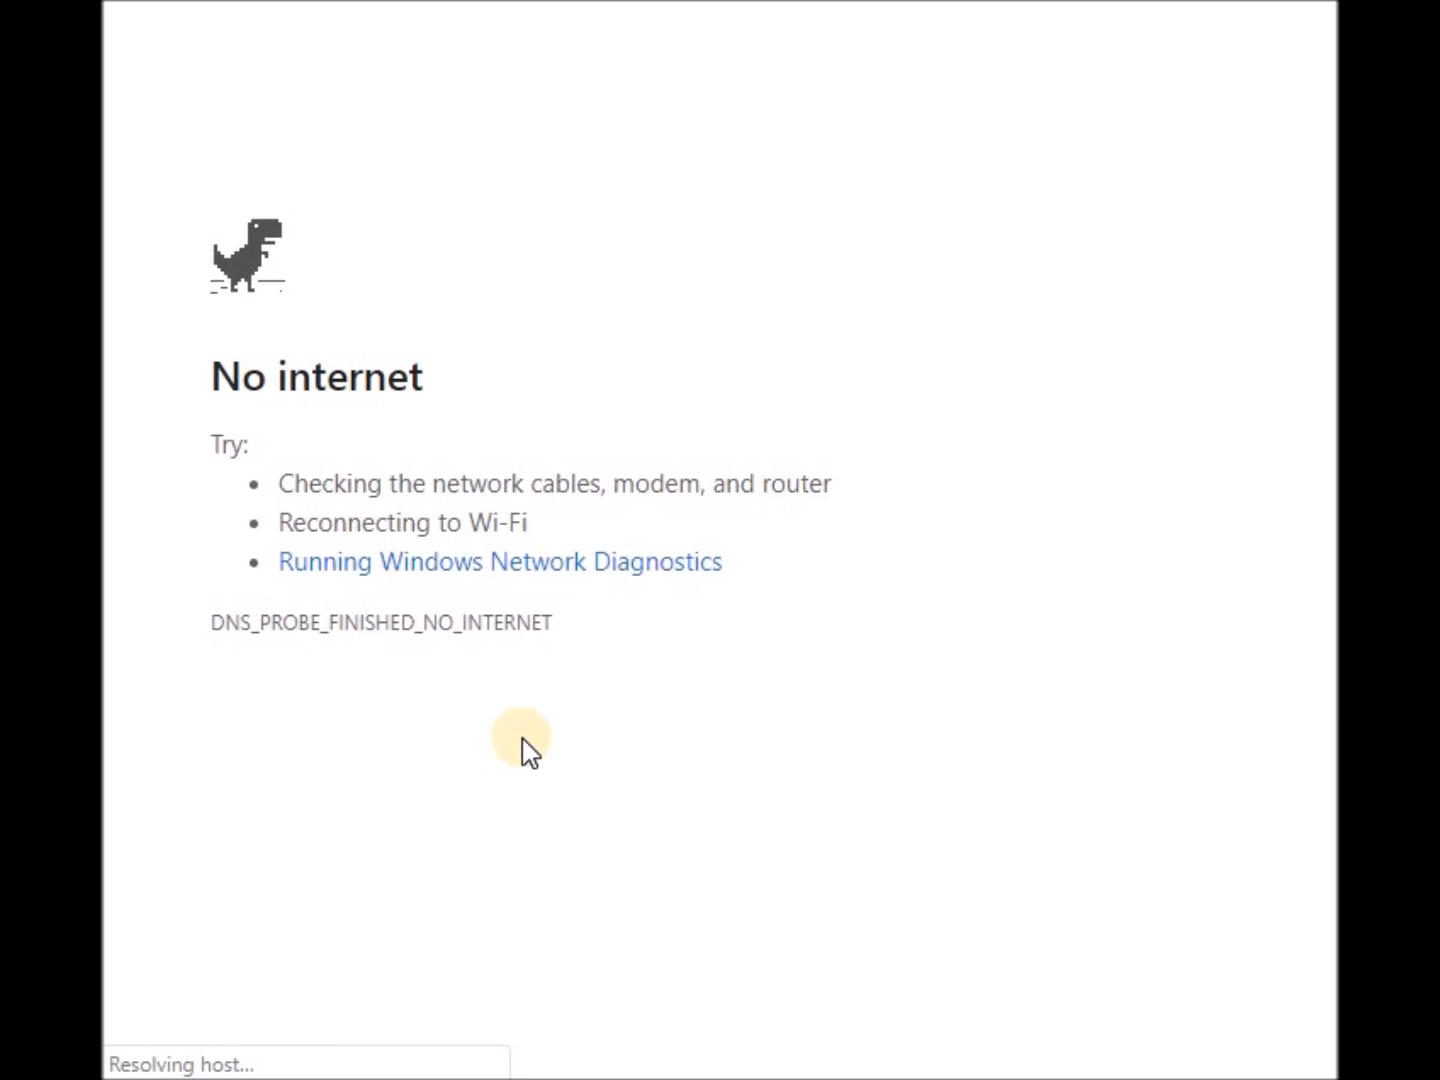 No internet
Try:
• Checking the network cables, modem, and router
• Reconnecting to Wi-Fi
• Running Windows Network Diagnostics
DNS_PROBE_FINISHED_NO_INTERNET
Resolving host...